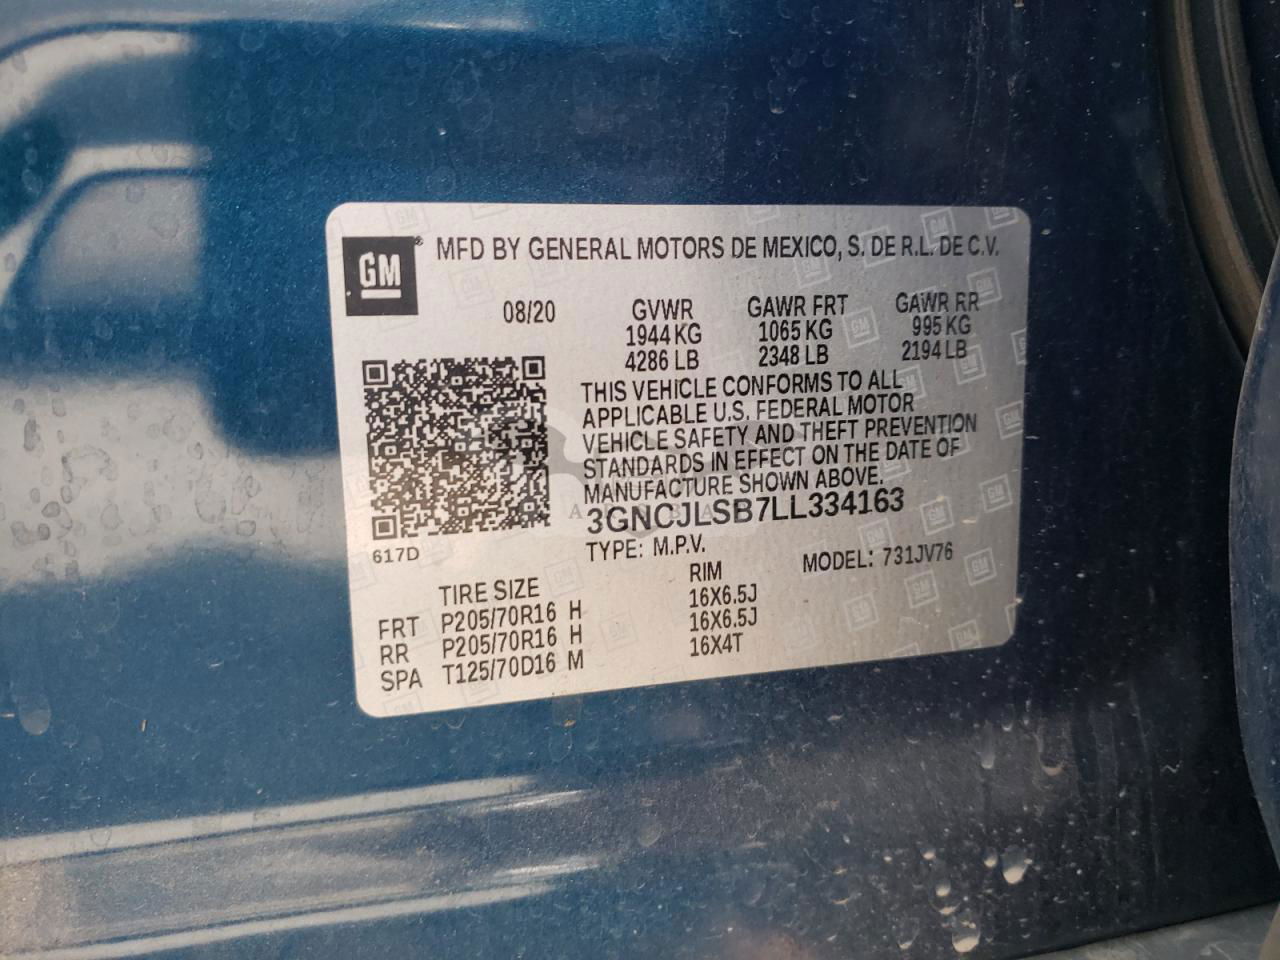 GM® MFD BY GENERAL MOTORS DE MEXICO, S. DE R.L. DE C.V.
08/20 GVWR GAWR FRT GAWR RR
1944 KG 1065 KG 995 KG
4286 LB 2348 LB 2194 LB
THIS VEHICLE CONFORMS TO ALL
APPLICABLE U.S. FEDERAL MOTOR
VEHICLE SAFETY AND THEFT PREVENTION
STANDARDS IN EFFECT ON THE DATE OF
MANUFACTURE SHOWN ABOVE.
3GNCJLSB7LL334163
617D TYPE: M.P.V. MODEL: 731JV76
TIRE SIZE RIM
FRT P205/70R16 H 16X6.5J
RR P205/70R16 H 16X6.5J
SPA T125/70D16 M 16X4T